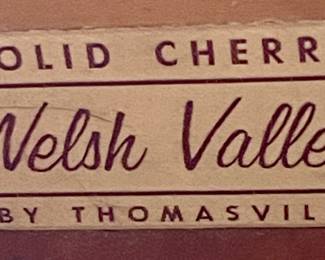 OLID CHERR
Welsh Valle
BY THOMASVIL